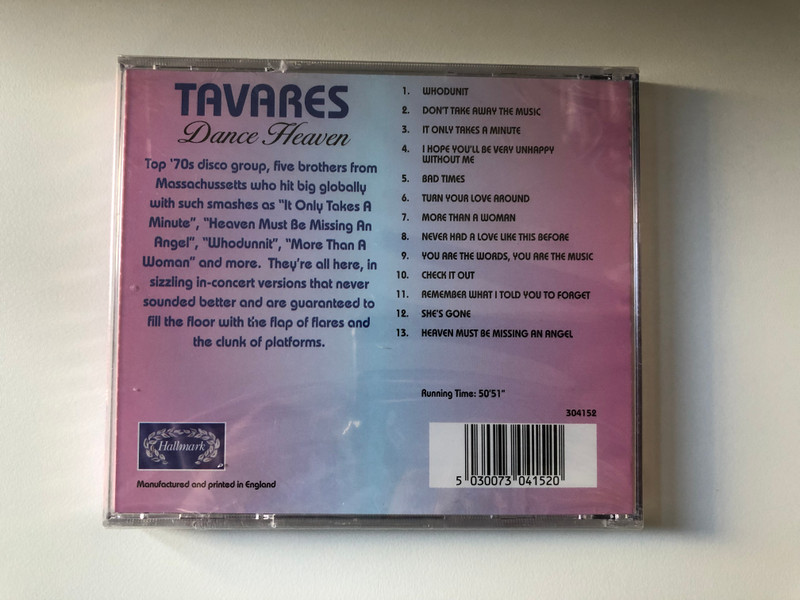 TAVARES
Dance Heaven
Top '70s disco group, five brothers from
Massachussetts who hit big globally
with such smashes as "It Only Takes A
Minute", "Heaven Must Be Missing An
Angel", "Whodunnit", "More Than A
Woman" and more. They're all here, in
sizzling in-concert versions that never
sounded better and are guaranteed to
fill the floor with the flap of flares and
the clunk of platforms.
1. WHODUNIT
2. DON'T TAKE AWAY THE MUSIC
3. IT ONLY TAKES A MINUTE
4. I HOPE YOU'LL BE VERY UNHAPPY
WITHOUT ME
5. BAD TIMES
6. TURN YOUR LOVE AROUND
7. MORE THAN A WOMAN
8. NEVER HAD A LOVE LIKE THIS BEFORE
9. YOU ARE THE WORDS, YOU ARE THE MUSIC
10. CHECK IT OUT
11. REMEMBER WHAT I TOLD YOU TO FORGET
12. SHE'S GONE
13. HEAVEN MUST BE MISSING AN ANGEL
Running Time: 50'51"
304152
Hallmark
5 030073 041520
Manufactured and printed in England